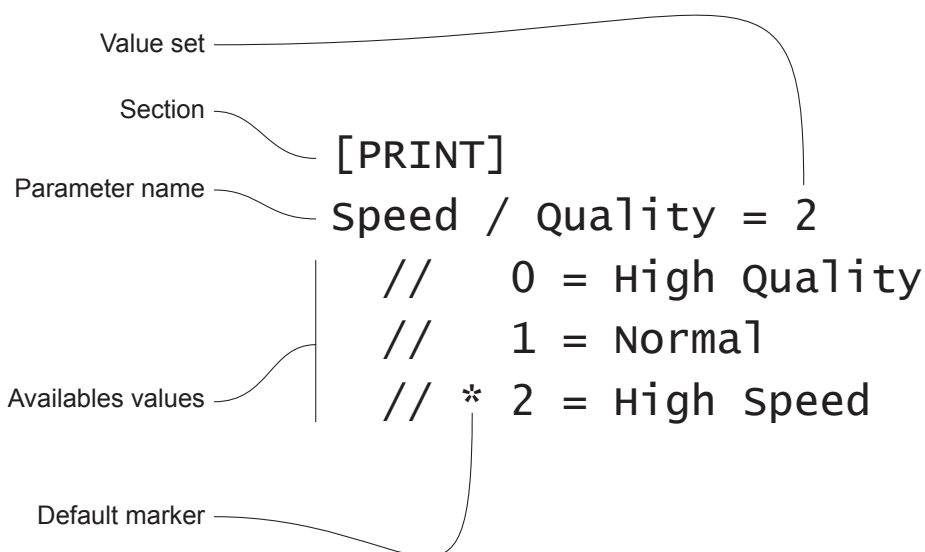 Value set
Section
[PRINT]
Parameter name
Speed / Quality = 2
// 0 = High Quality
// 1 = Normal
Availables values
// * 2 = High Speed
Default marker